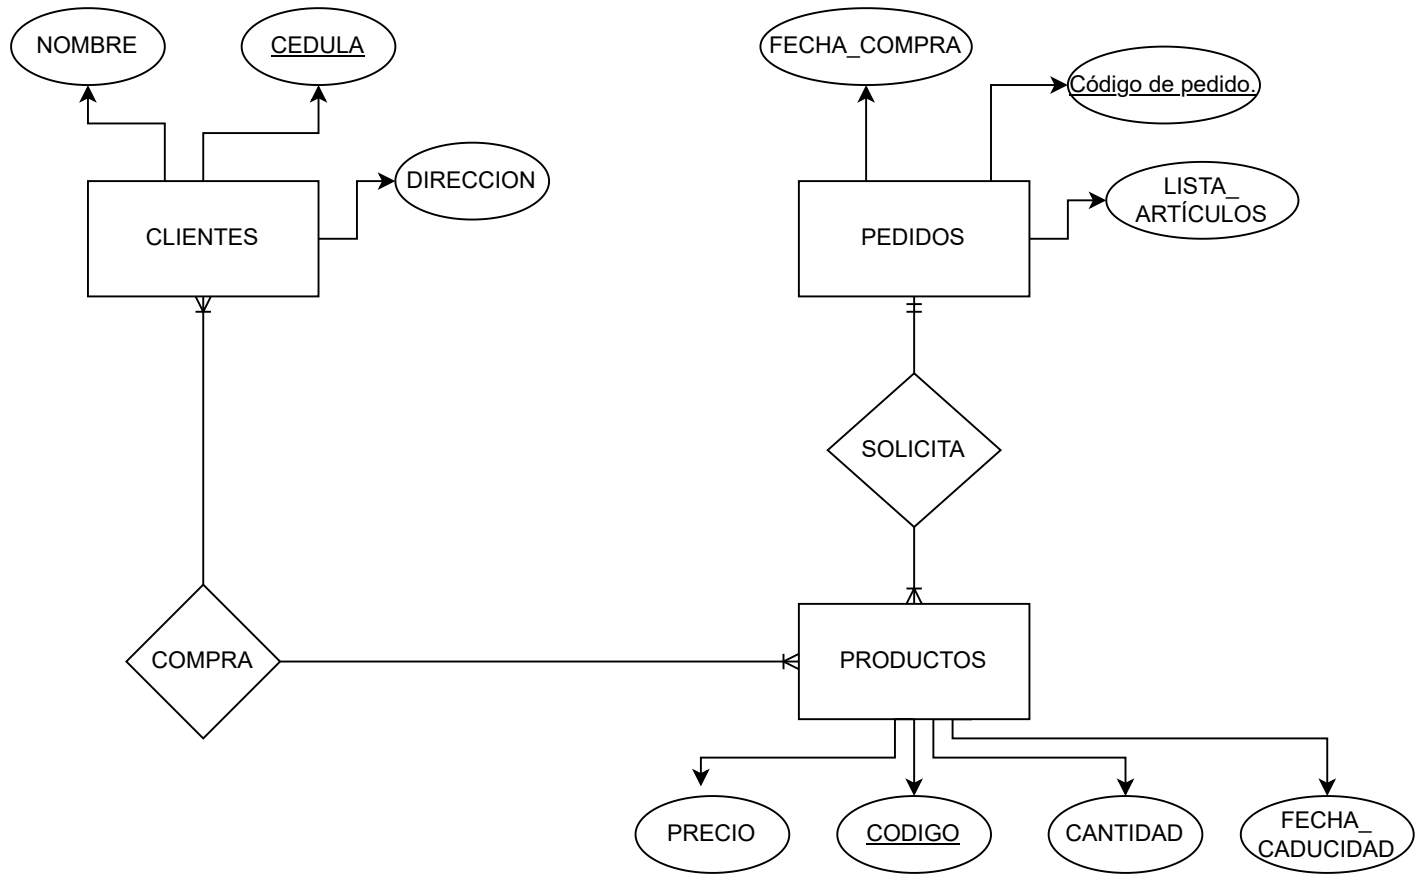 NOMBRE
CEDULA
FECHA_COMPRA
Código de pedido.
DIRECCION
LISTA_
ARTÍCULOS
CLIENTES
PEDIDOS
SOLICITA
COMPRA
PRODUCTOS
PRECIO
CODIGO
CANTIDAD
FECHA_
CADUCIDAD